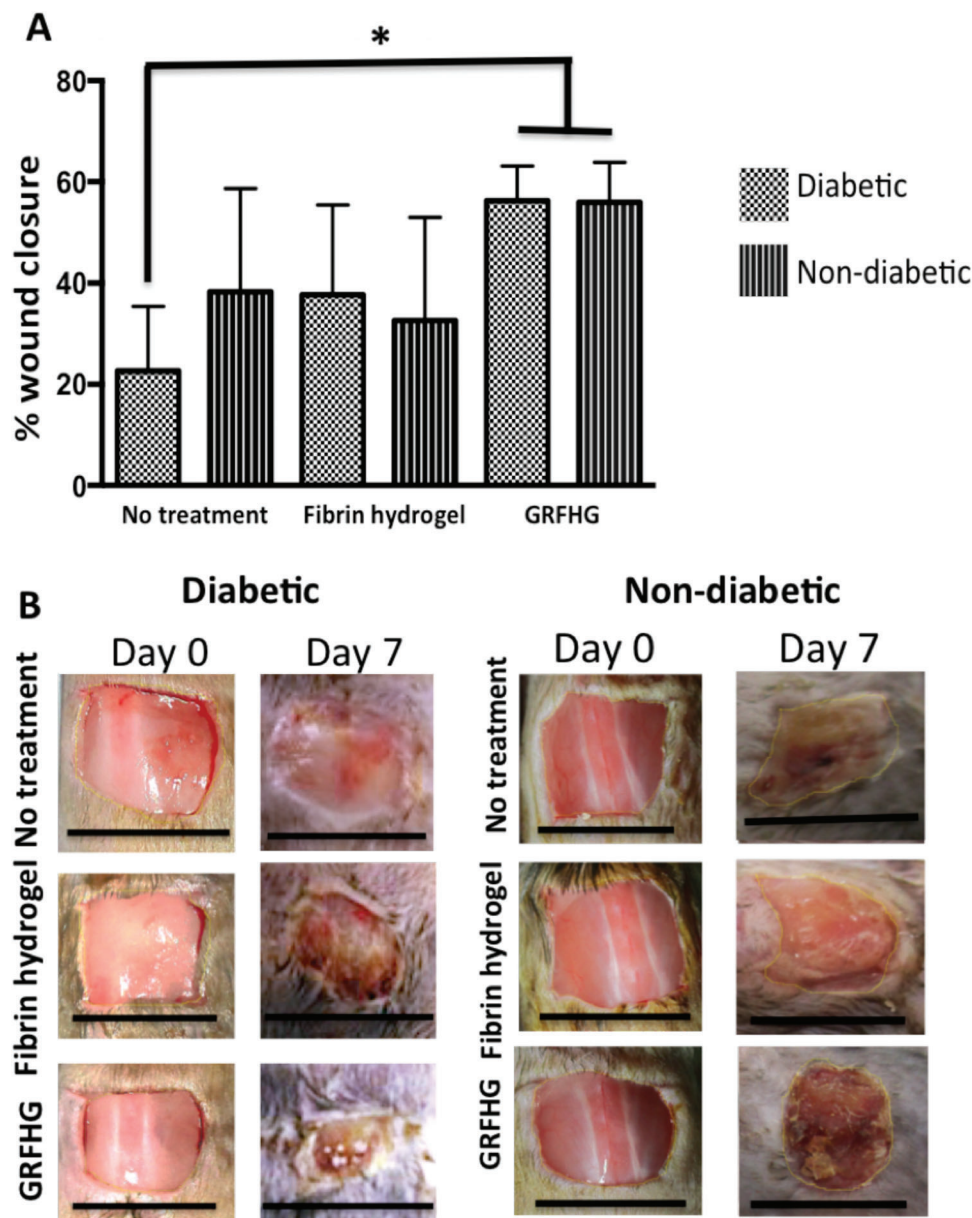 A
*
% wound closure
80
60
40
20
0
No treatment
Fibrin hydrogel
GRFHG
Diabetic
Non-diabetic
B
Diabetic
Non-diabetic
Day 0
Day 7
Day 0
Day 7
No treatment
Fibrin hydrogel
GRFHG
No treatment
Fibrin hydrogel
GRFHG